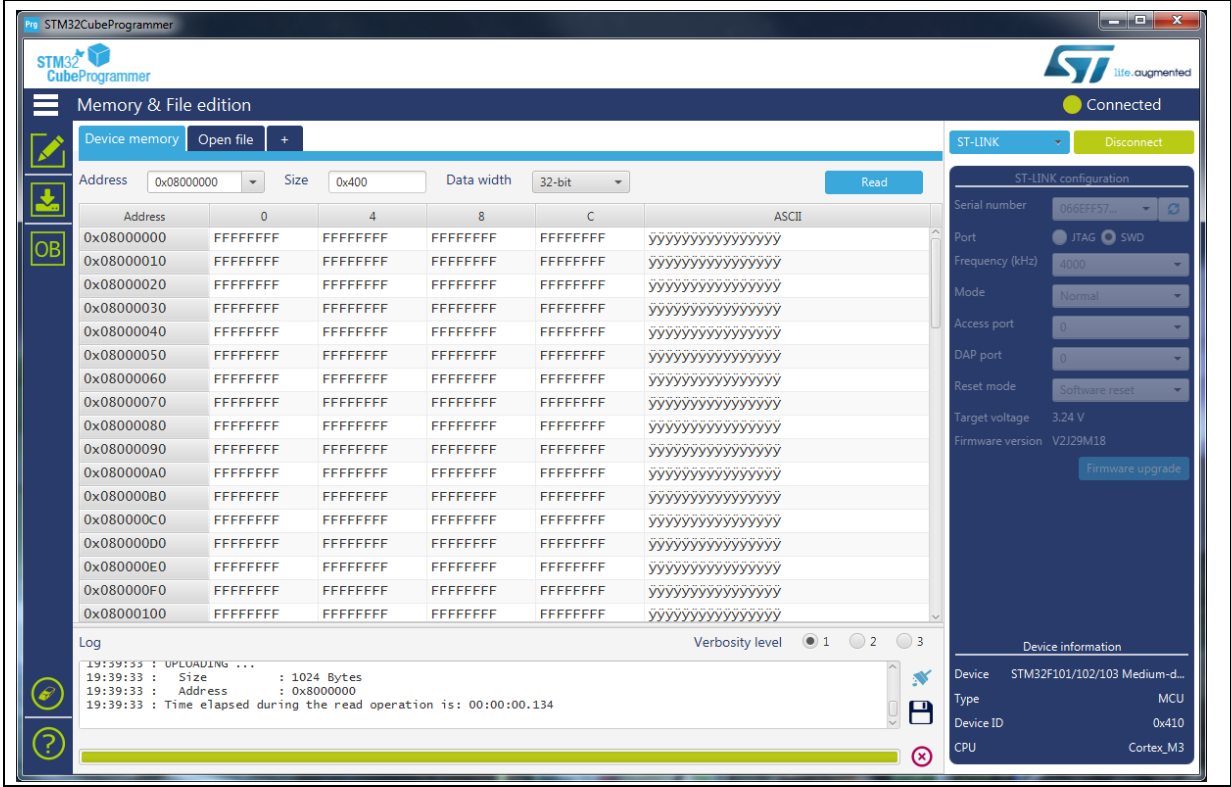 Prg STM32CubeProgrammer
STM32
CubeProgrammer
life.augmented
Memory & File edition
Connected
Device memory Open file +
ST-LINK Disconnect
Address 0x08000000 Size 0x400 Data width 32-bit Read
Address 0 4 8 C ASCII
0x08000000 FFFFFFFF FFFFFFFF FFFFFFFF FFFFFFFF ÿÿÿÿÿÿÿÿÿÿÿÿÿÿÿÿ
0x08000010 FFFFFFFF FFFFFFFF FFFFFFFF FFFFFFFF ÿÿÿÿÿÿÿÿÿÿÿÿÿÿÿÿ
0x08000020 FFFFFFFF FFFFFFFF FFFFFFFF FFFFFFFF ÿÿÿÿÿÿÿÿÿÿÿÿÿÿÿÿ
0x08000030 FFFFFFFF FFFFFFFF FFFFFFFF FFFFFFFF ÿÿÿÿÿÿÿÿÿÿÿÿÿÿÿÿ
0x08000040 FFFFFFFF FFFFFFFF FFFFFFFF FFFFFFFF ÿÿÿÿÿÿÿÿÿÿÿÿÿÿÿÿ
0x08000050 FFFFFFFF FFFFFFFF FFFFFFFF FFFFFFFF ÿÿÿÿÿÿÿÿÿÿÿÿÿÿÿÿ
0x08000060 FFFFFFFF FFFFFFFF FFFFFFFF FFFFFFFF ÿÿÿÿÿÿÿÿÿÿÿÿÿÿÿÿ
0x08000070 FFFFFFFF FFFFFFFF FFFFFFFF FFFFFFFF ÿÿÿÿÿÿÿÿÿÿÿÿÿÿÿÿ
0x08000080 FFFFFFFF FFFFFFFF FFFFFFFF FFFFFFFF ÿÿÿÿÿÿÿÿÿÿÿÿÿÿÿÿ
0x08000090 FFFFFFFF FFFFFFFF FFFFFFFF FFFFFFFF ÿÿÿÿÿÿÿÿÿÿÿÿÿÿÿÿ
0x080000A0 FFFFFFFF FFFFFFFF FFFFFFFF FFFFFFFF ÿÿÿÿÿÿÿÿÿÿÿÿÿÿÿÿ
0x080000B0 FFFFFFFF FFFFFFFF FFFFFFFF FFFFFFFF ÿÿÿÿÿÿÿÿÿÿÿÿÿÿÿÿ
0x080000C0 FFFFFFFF FFFFFFFF FFFFFFFF FFFFFFFF ÿÿÿÿÿÿÿÿÿÿÿÿÿÿÿÿ
0x080000D0 FFFFFFFF FFFFFFFF FFFFFFFF FFFFFFFF ÿÿÿÿÿÿÿÿÿÿÿÿÿÿÿÿ
0x080000E0 FFFFFFFF FFFFFFFF FFFFFFFF FFFFFFFF ÿÿÿÿÿÿÿÿÿÿÿÿÿÿÿÿ
0x080000F0 FFFFFFFF FFFFFFFF FFFFFFFF FFFFFFFF ÿÿÿÿÿÿÿÿÿÿÿÿÿÿÿÿ
0x08000100 FFFFFFFF FFFFFFFF FFFFFFFF FFFFFFFF ÿÿÿÿÿÿÿÿÿÿÿÿÿÿÿÿ
OB
ST-LINK configuration
Serial number 066EFF57...
Port JTAG SWD
Frequency (kHz) 4000
Mode Normal
Access port 0
DAP port 0
Reset mode Software reset
Target voltage 3.24 V
Firmware version V2J29M18
Firmware upgrade
Log Verbosity level 1 2 3
19:39:33 : UPLOADING ...
19:39:33 : Size : 1024 Bytes
19:39:33 : Address : 0x8000000
19:39:33 : Time elapsed during the read operation is: 00:00:00.134
Device information
Device STM32F101/102/103 Medium-d...
Type MCU
Device ID 0x410
CPU Cortex_M3